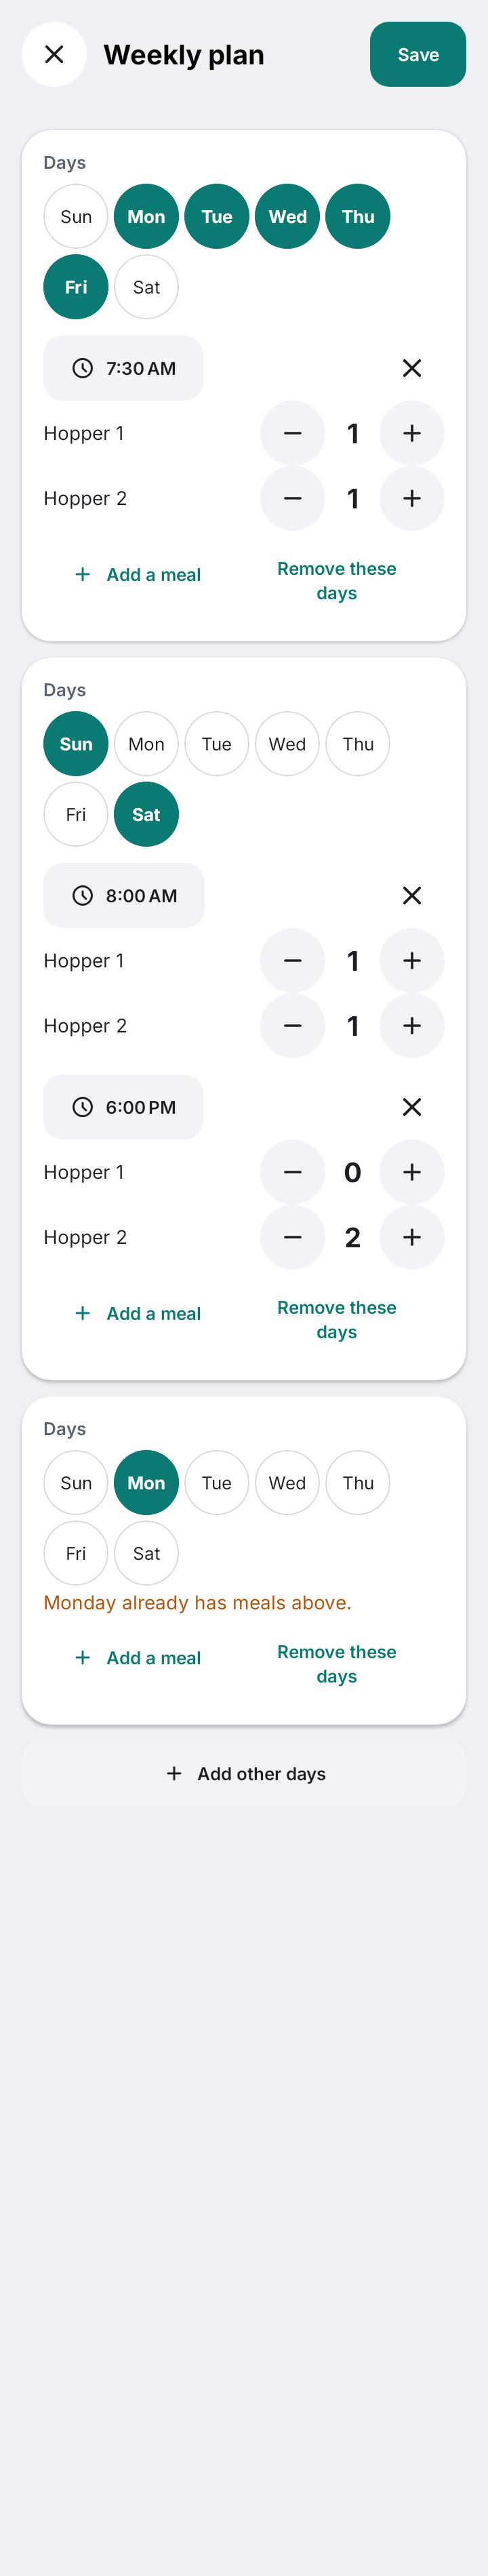 Weekly plan
Save
Days
Sun Mon Tue Wed Thu
Fri Sat
7:30 AM
Hopper 1 1
Hopper 2 1
Add a meal
Remove these
days
Days
Sun Mon Tue Wed Thu
Fri Sat
8:00 AM
Hopper 1 1
Hopper 2 1
6:00 PM
Hopper 1 0
Hopper 2 2
Add a meal
Remove these
days
Days
Sun Mon Tue Wed Thu
Fri Sat
Monday already has meals above.
Add a meal
Remove these
days
Add other days